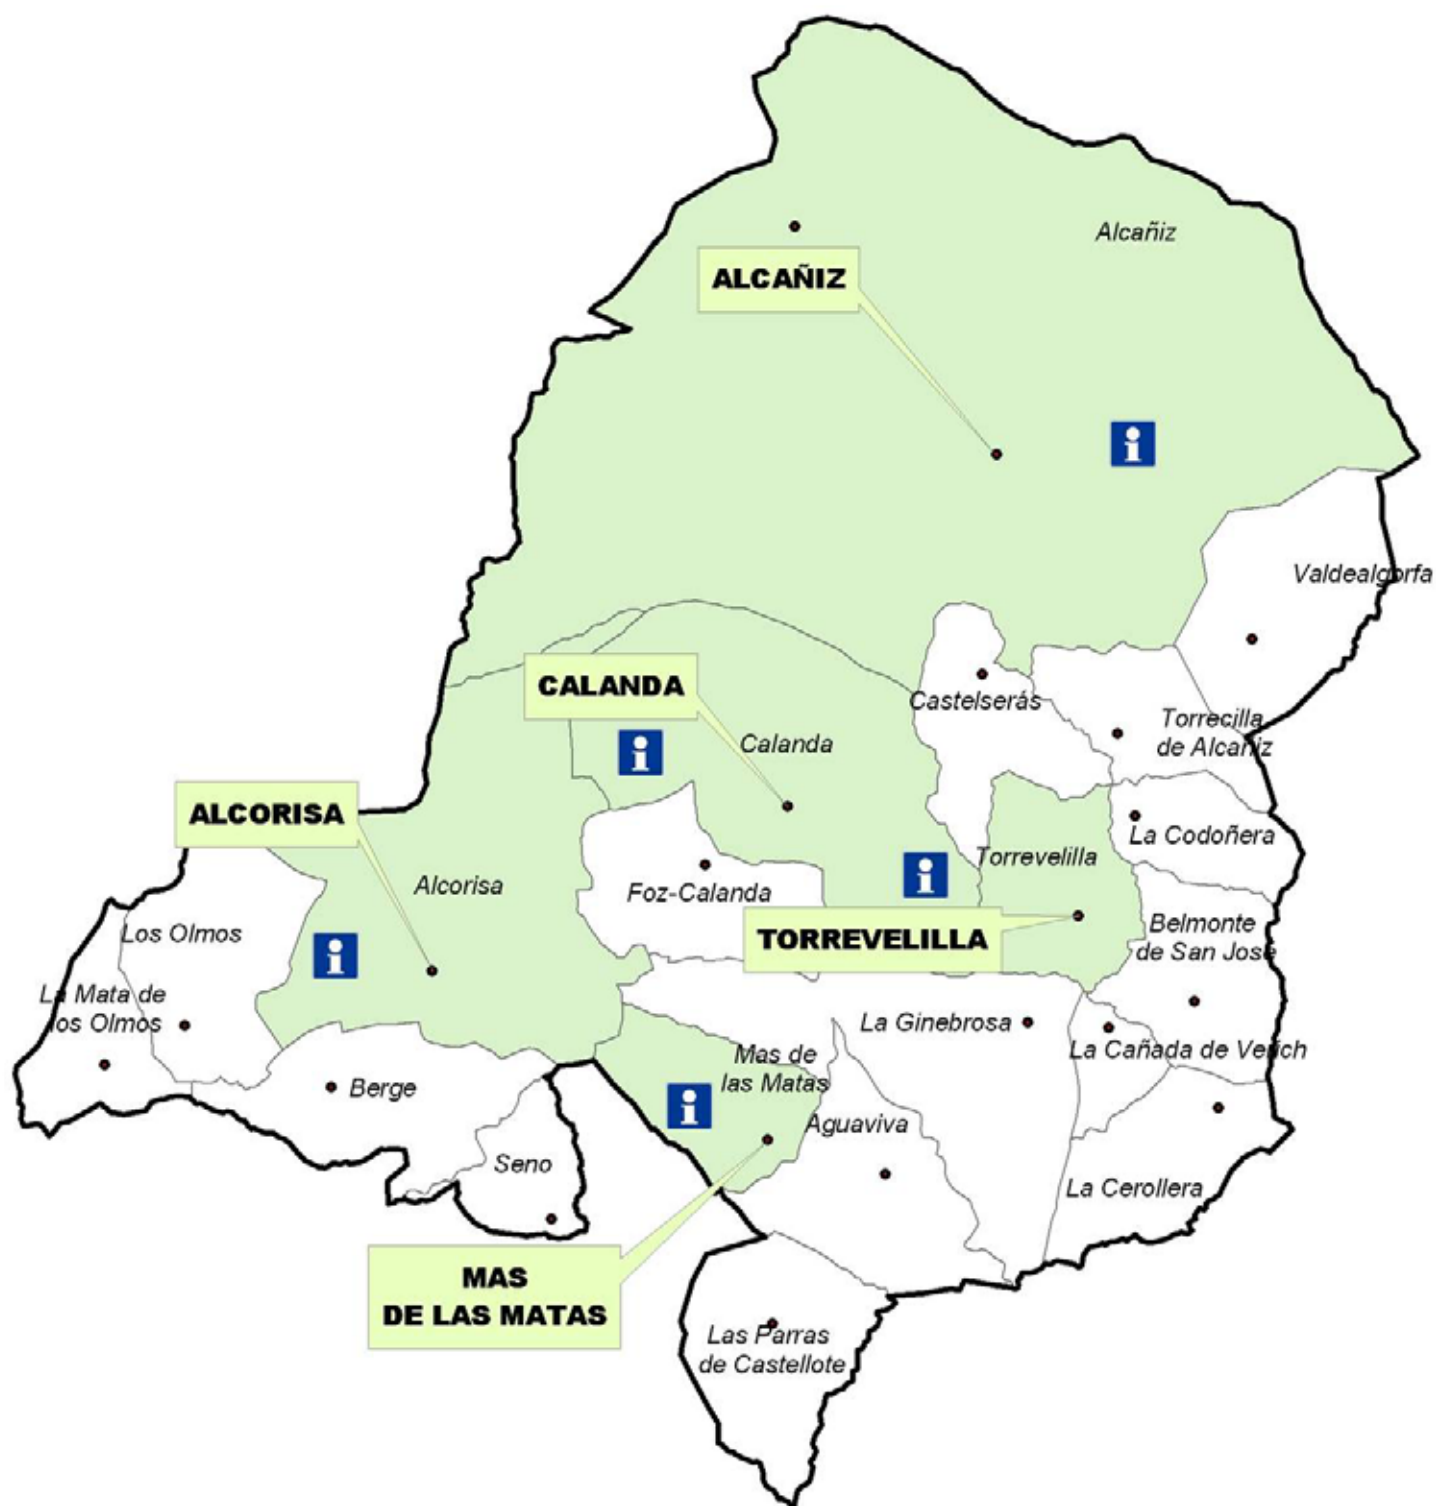 Alcañiz
ALCAÑIZ
i
Valdealgorfa
CALANDA
Castelserás
Torrecilla
de Alcañiz
Calanda
i
ALCORISA
La Codoñera
Torrevelilla
i
Alcorisa
Foz-Calanda
TORREVELILLA
Belmonte
de San José
Los Olmos
i
La Mata de
los Olmos
La Ginebrosa
La Cañada de Verich
Mas de
las Matas
i
Berge
Aguaviva
Seno
La Cerollera
MAS
DE LAS MATAS
Las Parras
de Castellote